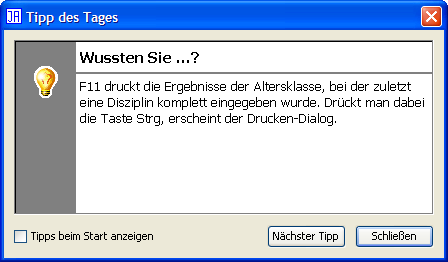 JA Tipp des Tages
Wussten Sie ...?
F11 druckt die Ergebnisse der Altersklasse, bei der zuletzt
eine Disziplin komplett eingegeben wurde. Drückt man dabei
die Taste Strg, erscheint der Drucken-Dialog.
Tipps beim Start anzeigen
Nächster Tipp
Schließen